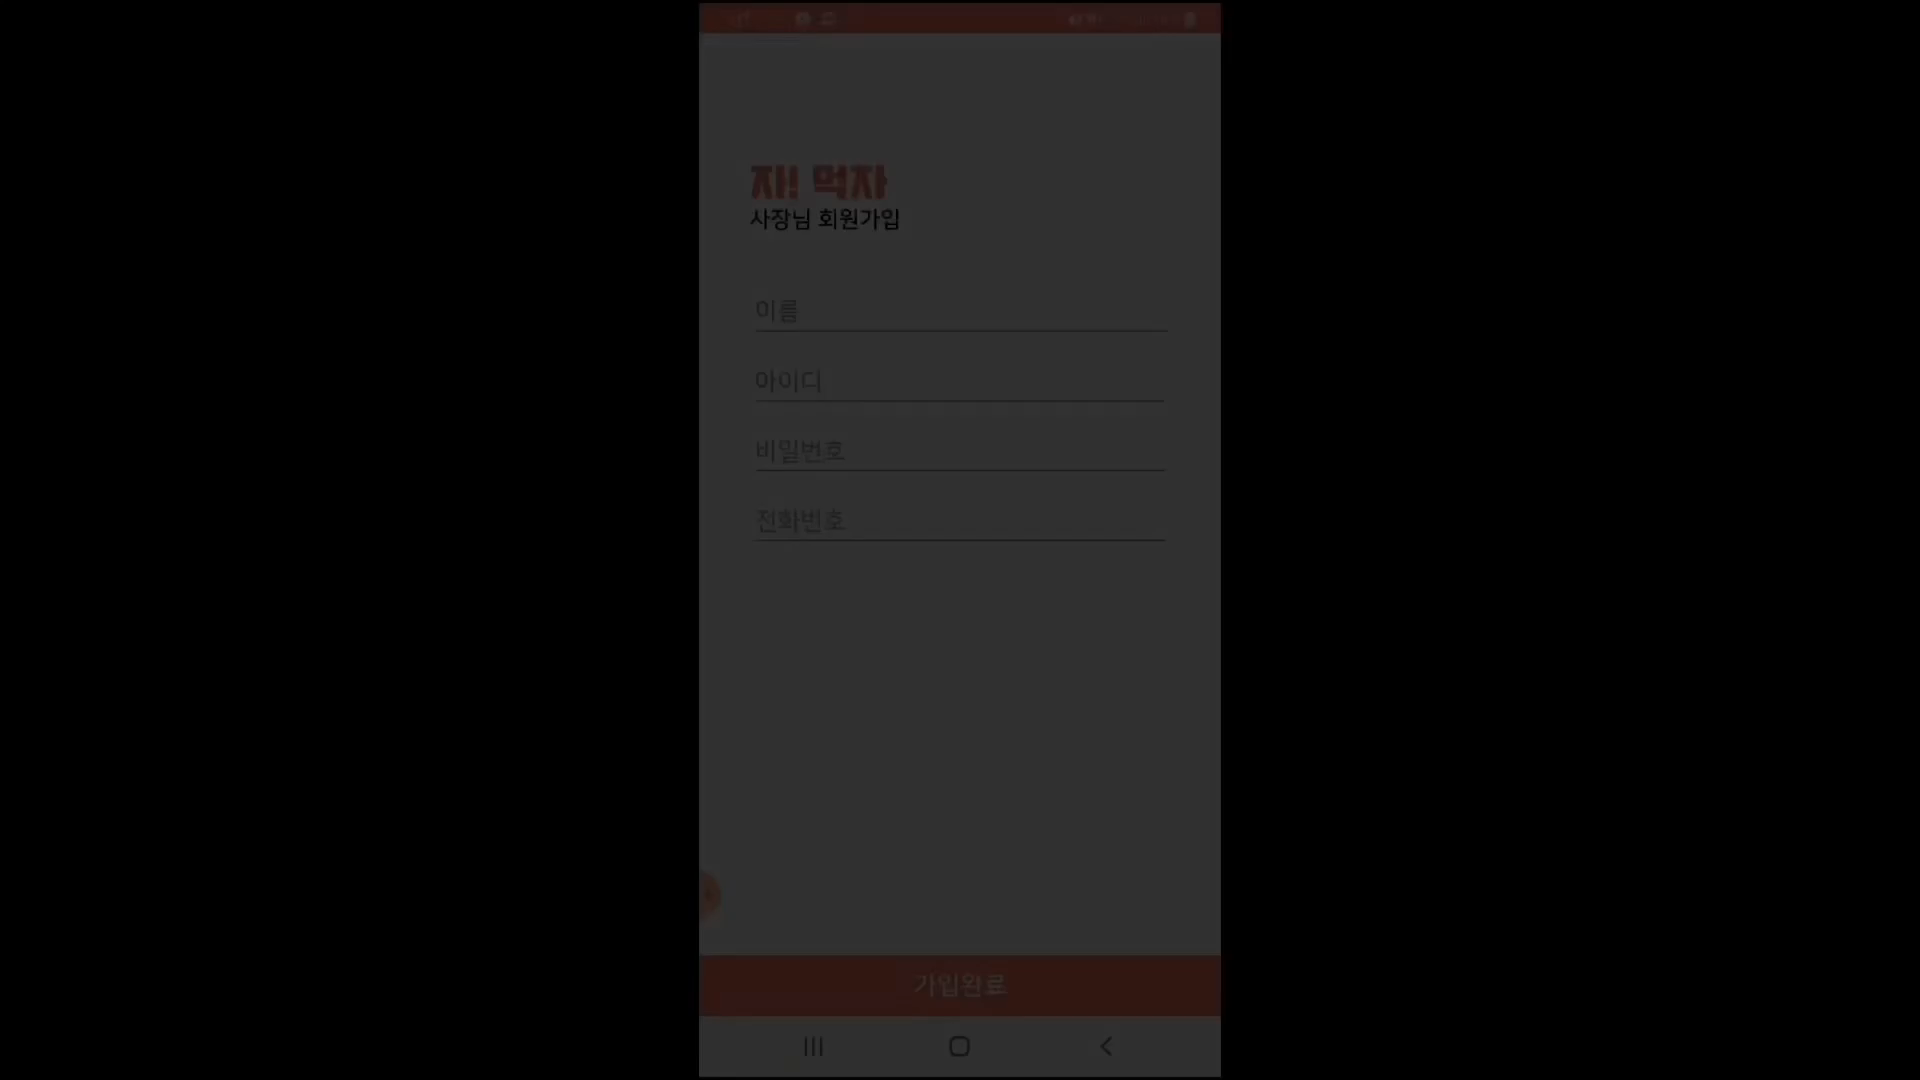 자! 먹자
사장님 회원가입
이름
아이디
비밀번호
전화번호
가입완료